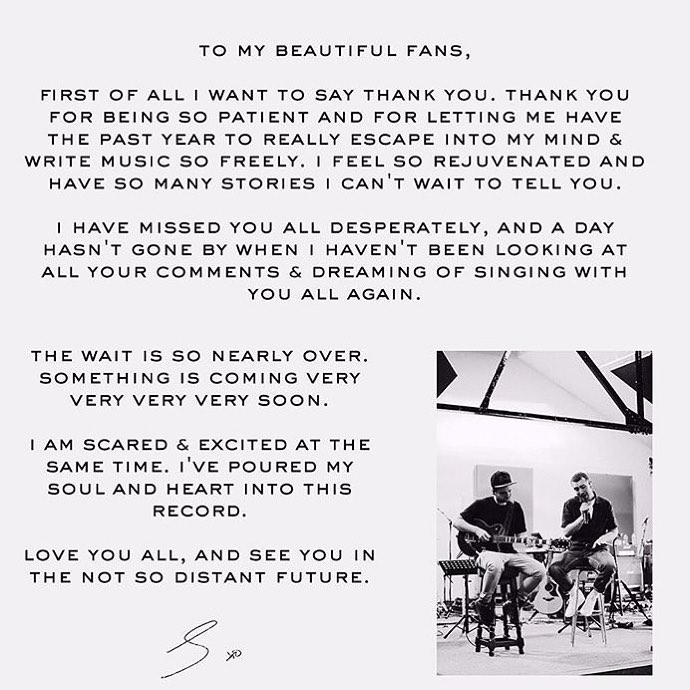 TO MY BEAUTIFUL FANS,
FIRST OF ALL I WANT TO SAY THANK YOU. THANK YOU
FOR BEING SO PATIENT AND FOR LETTING ME HAVE
THE PAST YEAR TO REALLY ESCAPE INTO MY MIND &
WRITE MUSIC SO FREELY. I FEEL SO REJUVENATED AND
HAVE SO MANY STORIES I CAN'T WAIT TO TELL YOU.
I HAVE MISSED YOU ALL DESPERATELY, AND A DAY
HASN'T GONE BY WHEN I HAVEN'T BEEN LOOKING AT
ALL YOUR COMMENTS & DREAMING OF SINGING WITH
YOU ALL AGAIN.
THE WAIT IS SO NEARLY OVER.
SOMETHING IS COMING VERY
VERY VERY VERY SOON.
I AM SCARED & EXCITED AT THE
SAME TIME. I'VE POURED MY
SOUL AND HEART INTO THIS
RECORD.
LOVE YOU ALL, AND SEE YOU IN
THE NOT SO DISTANT FUTURE.
S xo